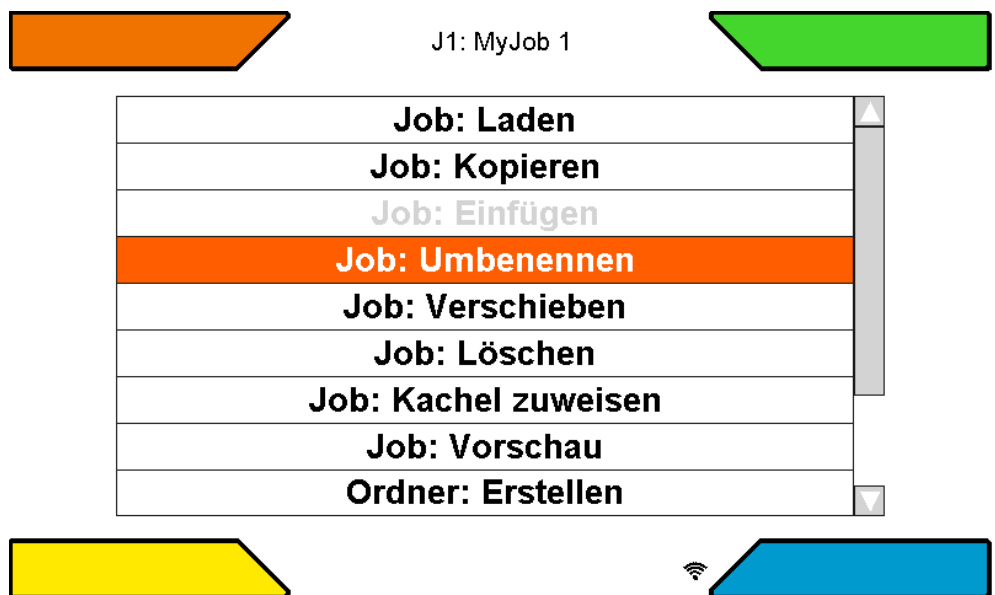 J1: MyJob 1
Job: Laden
Job: Kopieren
Job: Einfügen
Job: Umbenennen
Job: Verschieben
Job: Löschen
Job: Kachel zuweisen
Job: Vorschau
Ordner: Erstellen